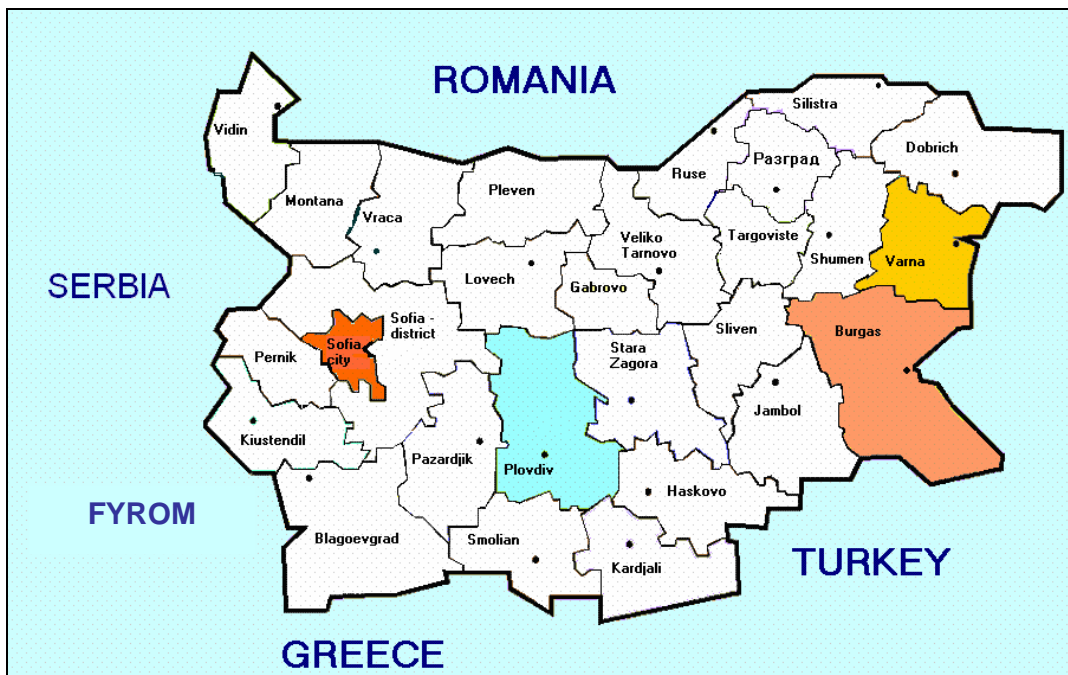 ROMANIA
Silistra
Vidin
Dobrich
Разград
Ruse
Pleven
Montana
Vraca
Veliko
Tarnovo
Targoviste
Shumen
Varna
Lovech
Gabrovo
SERBIA
Sofia -
district
Sliven
Burgas
Sofia
city
Pernik
Stara
Zagora
Jambol
Kiustendil
Pazardjik
Plovdiv
Haskovo
FYROM
Blagoevgrad
Smolian
Kardjali
TURKEY
GREECE